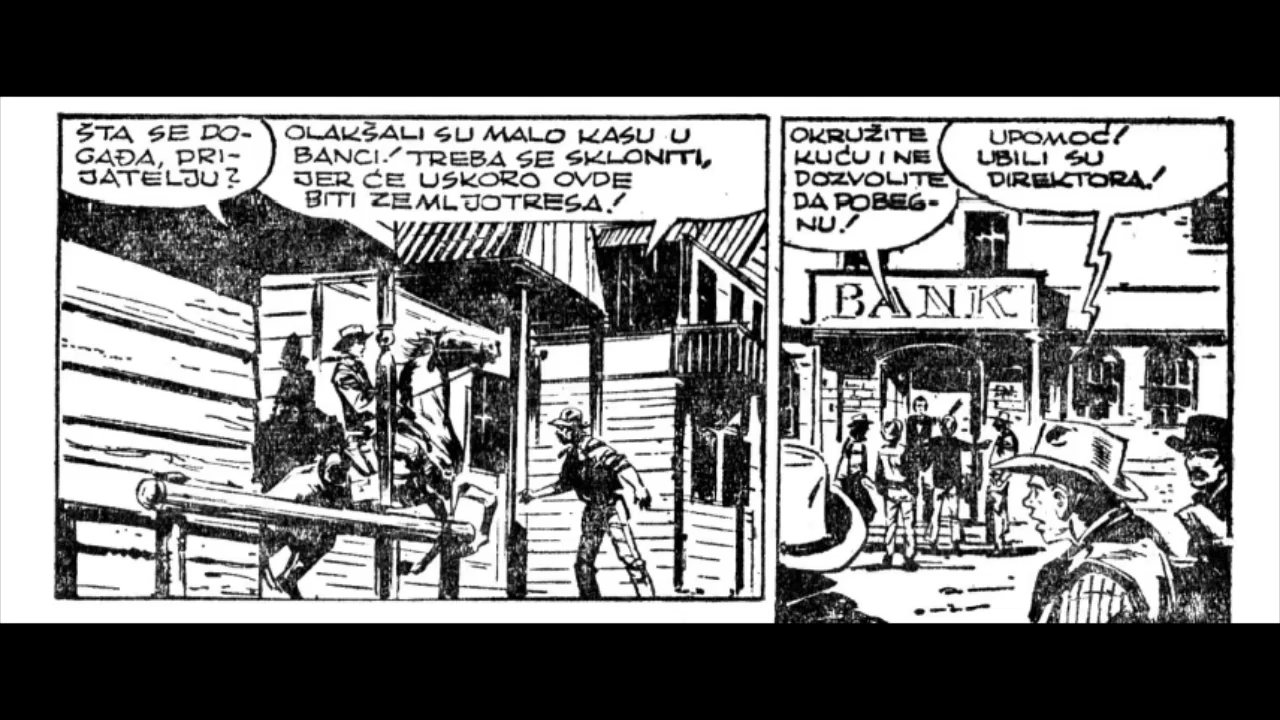 ŠTA SE DO-
GAĐA, PRI-
JATELJU?
OLAKŠALI SU MALO KASU U
BANCI! TREBA SE SKLONITI,
JER ĆE USKORO OVDE
BITI ZEMLJOTRESA!
OKRUŽITE
KUĆU I NE
DOZVOLITE
DA POBEG-
NU!
UPOMOĆ!
UBILI SU
DIREKTORA!
BANK